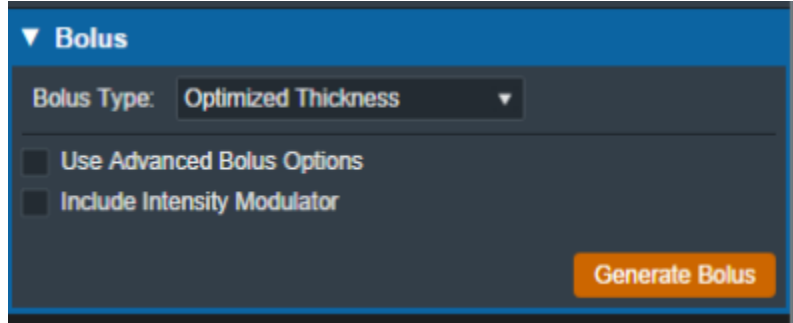 Bolus
Bolus Type: Optimized Thickness
Use Advanced Bolus Options
Include Intensity Modulator
Generate Bolus